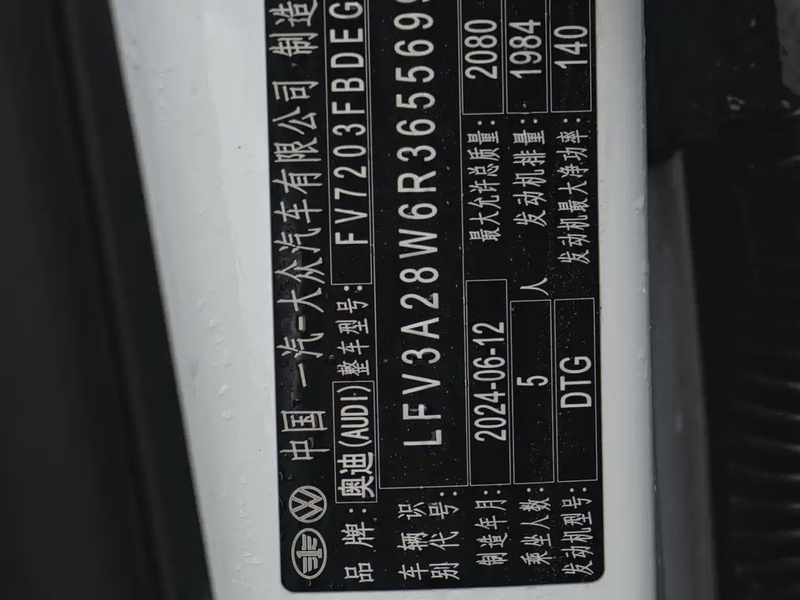 中国 一汽-大众汽车有限公司 制造
品牌: 奥迪(AUDI) 整车型号: FV7203FBDEG
车辆识别代号: LFV3A28W6R3655699
制造年月: 2024-06-12 最大允许总质量: 2080
乘坐人数: 5 人 发动机排量: 1984
发动机型号: DTG 发动机最大净功率: 140